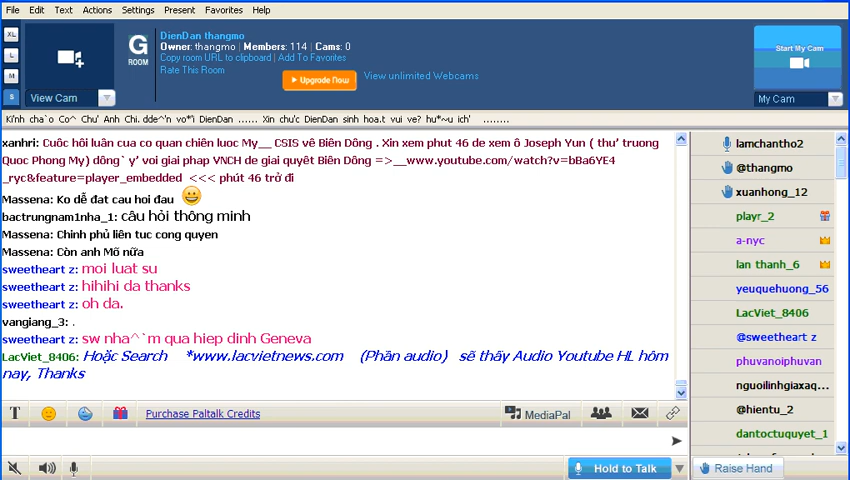 File Edit Text Actions Settings Present Favorites Help
XL
L
M
S
View Cam
G
ROOM
DienDan thangmo
Owner: thangmo | Members: 114 | Cams: 0
Copy room URL to clipboard | Add To Favorites
Rate This Room
Upgrade Now
View unlimited Webcams
Start My Cam
My Cam
Ki'nh cha`o Co^ Chu' Anh Chi. dde^'n vo*'i DienDan ...... Xin chu'c DienDan sinh hoa.t vui ve? hu*~u ich' ........
xanhri: Cuôc hôi luân cua co quan chiên luoc My__ CSIS vê Biên Dông . Xin xem phut 46 de xem ô Joseph Yun ( thu' truong
Quoc Phong My) dông` y' voi giai phap VNCH de giai quyêt Biên Dông =>__www.youtube.com/watch?v=bBa6YE4
_ryc&feature=player_embedded <<< phút 46 trở đi
Massena: Ko dễ đat cau hoi đau
bactrungnam1nha_1: câu hỏi thông minh
Massena: Chinh phủ liên tuc cong quyen
Massena: Còn anh Mõ nữa
sweetheart z: moi luat su
sweetheart z: hihihi da thanks
sweetheart z: oh da.
vangiang_3: .
sweetheart z: sw nha^`m qua hiep dinh Geneva
LacViet_8406: Hoặc Search *www.lacvietnews.com (Phần audio) sẽ thấy Audio Youtube HL hôm
nay, Thanks
T
Purchase Paltalk Credits
MediaPal
Hold to Talk
lamchantho2
@thangmo
xuanhong_12
playr_2
a-nyc
lan thanh_6
yeuquehuong_56
LacViet_8406
@sweetheart z
phuvanoiphuvan
nguoilinhgiaxaq...
@hientu_2
dantoctuquyet_1
Raise Hand